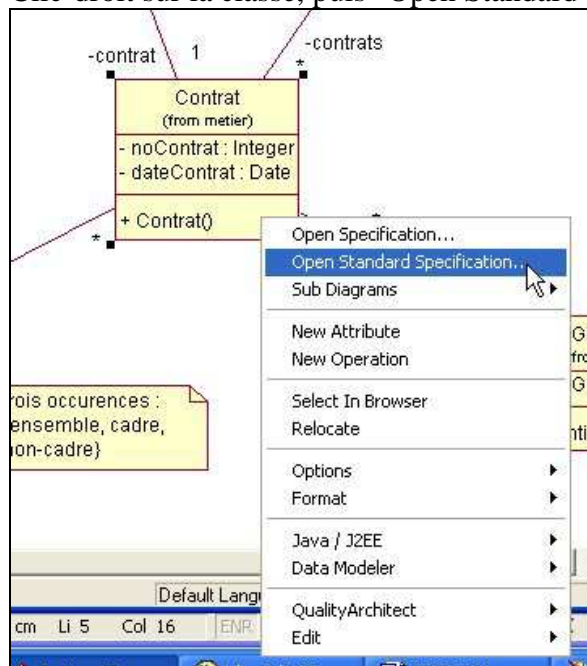 Clic droit sur la classe, puis "Open Standard
-contrat 1 -contrats
*
Contrat
(from metier)
- noContrat : Integer
- dateContrat : Date
+ Contrat()
*
*
Open Specification...
Open Standard Specification...
Sub Diagrams
New Attribute
New Operation
Select In Browser
Relocate
Options
Format
Java / J2EE
Data Modeler
QualityArchitect
Edit
rois occurences :
ensemble, cadre,
non-cadre}
Default Langu
cm Li 5 Col 16 ENR